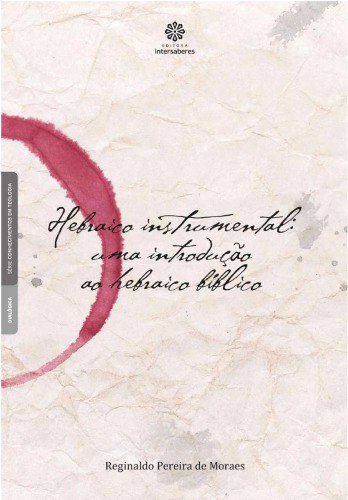 EDITORA
intersaberes
Hebraico instrumental:
uma introdução
ao hebraico bíblico
SÉRIE CONHECIMENTOS EM TEOLOGIA
DIALÓGICA
Reginaldo Pereira de Moraes